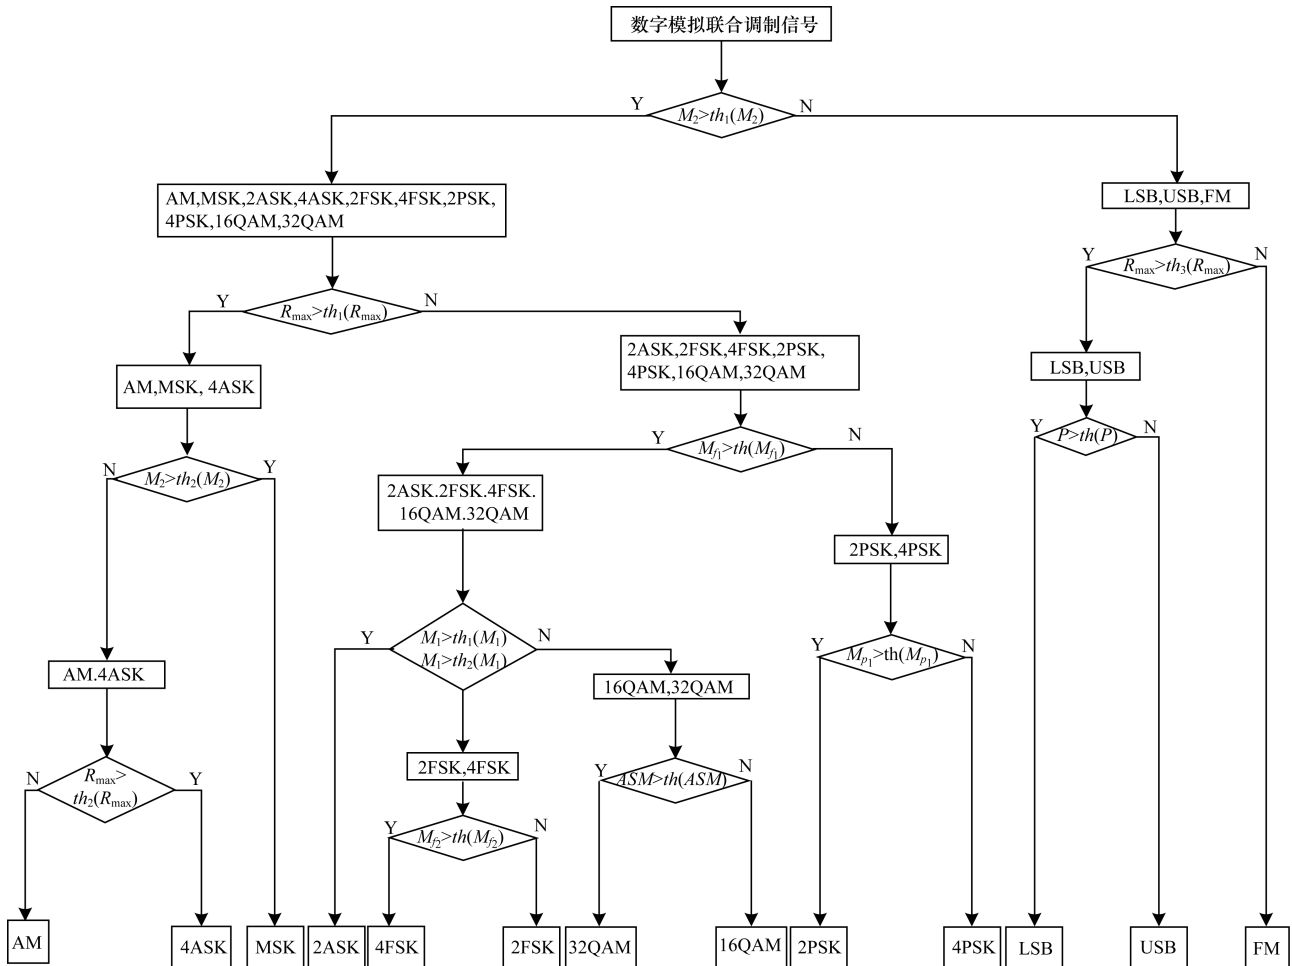 数字模拟联合调制信号
Y
M₂>th₁(M₂)
N
AM,MSK,2ASK,4ASK,2FSK,4FSK,2PSK,
4PSK,16QAM,32QAM
LSB,USB,FM
Y
Rmax>th₃(Rmax)
N
Y
Rmax>th₁(Rmax)
N
2ASK,2FSK,4FSK,2PSK,
4PSK,16QAM,32QAM
LSB,USB
AM,MSK, 4ASK
Y
P>th(P)
N
Y
Mf₁>th(Mf₁)
N
N
M₂>th₂(M₂)
Y
2ASK.2FSK.4FSK.
16QAM.32QAM
2PSK,4PSK
Y
M₁>th₁(M₁)
M₁>th₂(M₁)
N
Y
Mp₁>th(Mp₁)
N
AM.4ASK
16QAM,32QAM
2FSK,4FSK
N
Rmax>
th₂(Rmax)
Y
Y
ASM>th(ASM)
N
Y
Mf₂>th(Mf₂)
N
AM
4ASK
MSK
2ASK
4FSK
2FSK
32QAM
16QAM
2PSK
4PSK
LSB
USB
FM